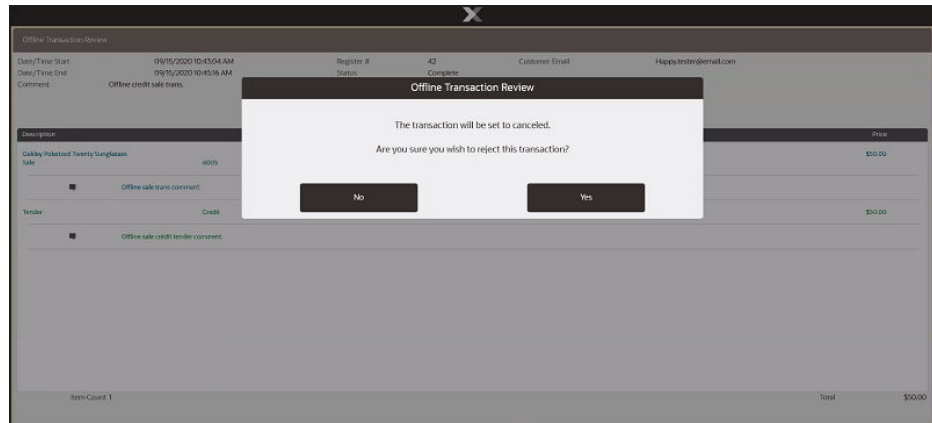 Offline Transaction Review
Date/Time Start 09/15/2020 10:43:04 AM Register # 42 Customer Email Happy.tester@email.com
Date/Time End 09/15/2020 10:45:16 AM Status Complete
Comment Offline credit sale trans.
Offline Transaction Review
The transaction will be set to canceled.
Are you sure you wish to reject this transaction?
No Yes
Description Price
Oakley Polarized Twenty Sunglasses $50.00
Sale 6009
Offline sale trans comment.
Tender Credit $50.00
Offline sale credit tender comment.
Item Count 1 Total $50.00